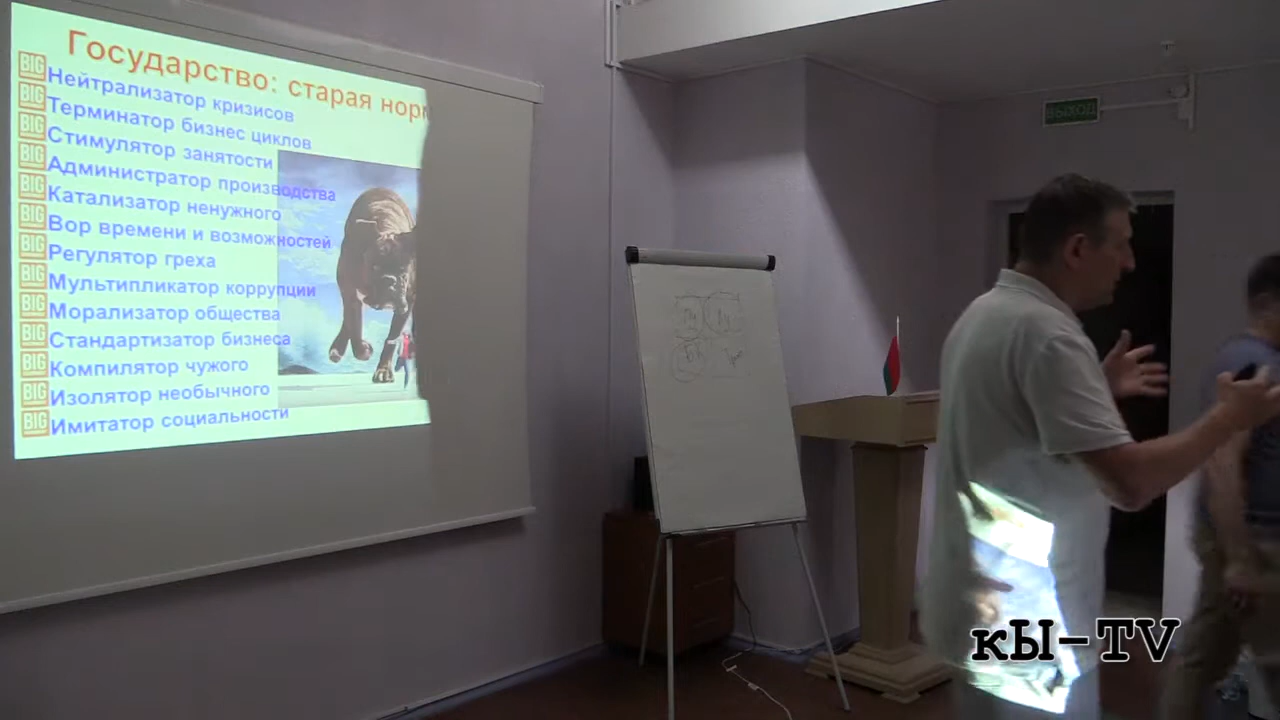 Государство: старая нор
BIG Нейтрализатор кризисов
BIG Терминатор бизнес циклов
BIG Стимулятор занятости
BIG Администратор производства
BIG Катализатор ненужного
BIG Вор времени и возможностей
BIG Регулятор греха
BIG Мультипликатор коррупции
BIG Морализатор общества
BIG Стандартизатор бизнеса
BIG Компилятор чужого
BIG Изолятор необычного
BIG Имитатор социальности
ВЫХОД
кЫ-TV